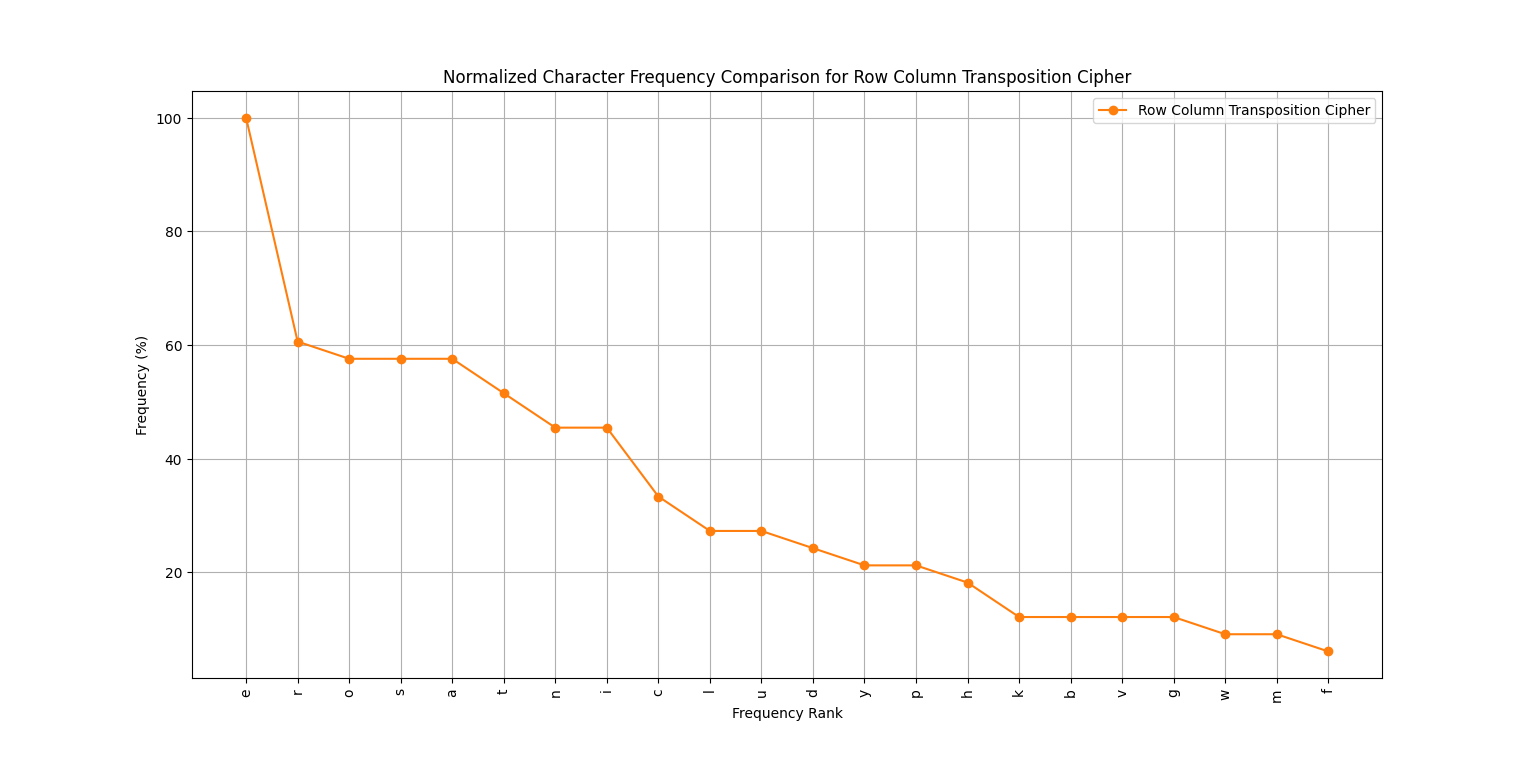 Normalized Character Frequency Comparison for Row Column Transposition Cipher
Row Column Transposition Cipher
100
80
60
40
20
Frequency (%)
e r o s a t n i c l u d y p h k b v g w m f
Frequency Rank